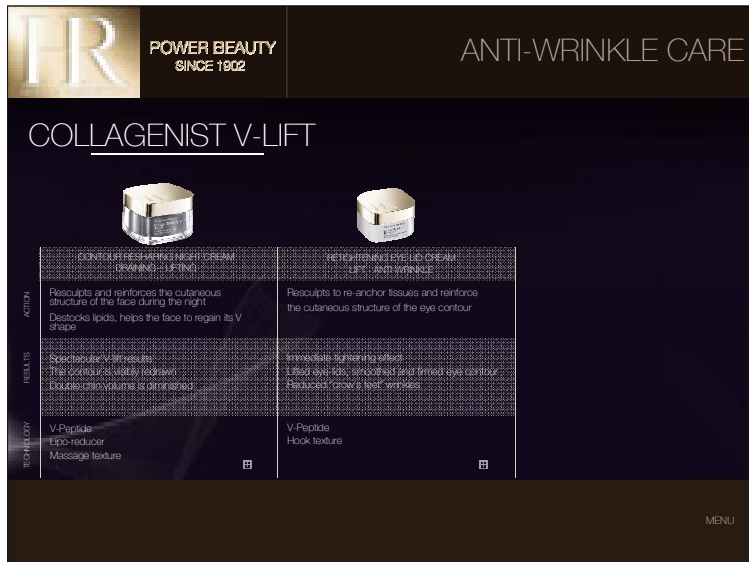 HR
POWER BEAUTY
SINCE 1902
ANTI-WRINKLE CARE
COLLAGENIST V-LIFT
CONTOUR RESHAPING NIGHT CREAM
DRAINING - LIFTING
RETIGHTENING EYE LID CREAM
LIFT - ANTI-WRINKLE
ACTION
Resculpts and reinforces the cutaneous
structure of the face during the night
Destocks lipids, helps the face to regain its V
shape
Resculpts to re-anchor tissues and reinforce
the cutaneous structure of the eye contour
RESULTS
Spectacular V-lift results
The contour is visibly redrawn
Double chin volume is diminished
Immediate tightening effect
Lifted eye-lids, smoothed and firmed eye contour
Reduced "crow's feet" wrinkles
TECHNOLOGY
V-Peptide
Lipo-reducer
Massage texture
V-Peptide
Hook texture
MENU